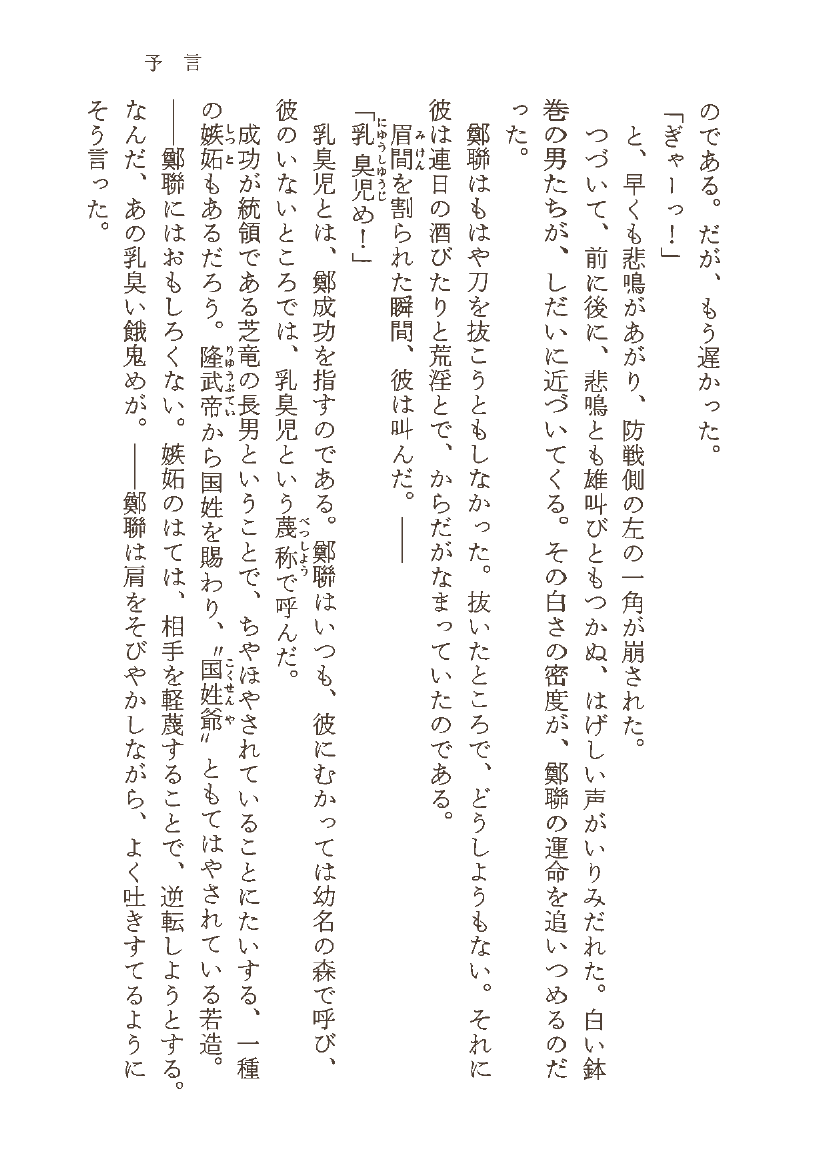 予言
のである。だが、もう遅かった。
「ぎゃーっ！」
と、早くも悲鳴があがり、防戦側の左の一角が崩された。
つづいて、前に後に、悲鳴とも雄叫びともつかぬ、はげしい声がいりみだれた。白い鉢
巻の男たちが、しだいに近づいてくる。その白さの密度が、鄭聯の運命を追いつめるのだ
った。
鄭聯はもはや刀を抜こうともしなかった。抜いたところで、どうしようもない。それに
彼は連日の酒びたりと荒淫とで、からだがなまっていたのである。
眉間を割られた瞬間、彼は叫んだ。――
「乳臭児め！」
乳臭児とは、鄭成功を指すのである。鄭聯はいつも、彼にむかっては幼名の森で呼び、
彼のいないところでは、乳臭児という蔑称で呼んだ。
成功が統領である芝竜の長男ということで、ちやほやされていることにたいする、一種
の嫉妬もあるだろう。隆武帝から国姓を賜わり、〝国姓爺〟ともてはやされている若造。
――鄭聯にはおもしろくない。嫉妬のはては、相手を軽蔑することで、逆転しようとする。
なんだ、あの乳臭い餓鬼めが。――鄭聯は肩をそびやかしながら、よく吐きすてるように
そう言った。